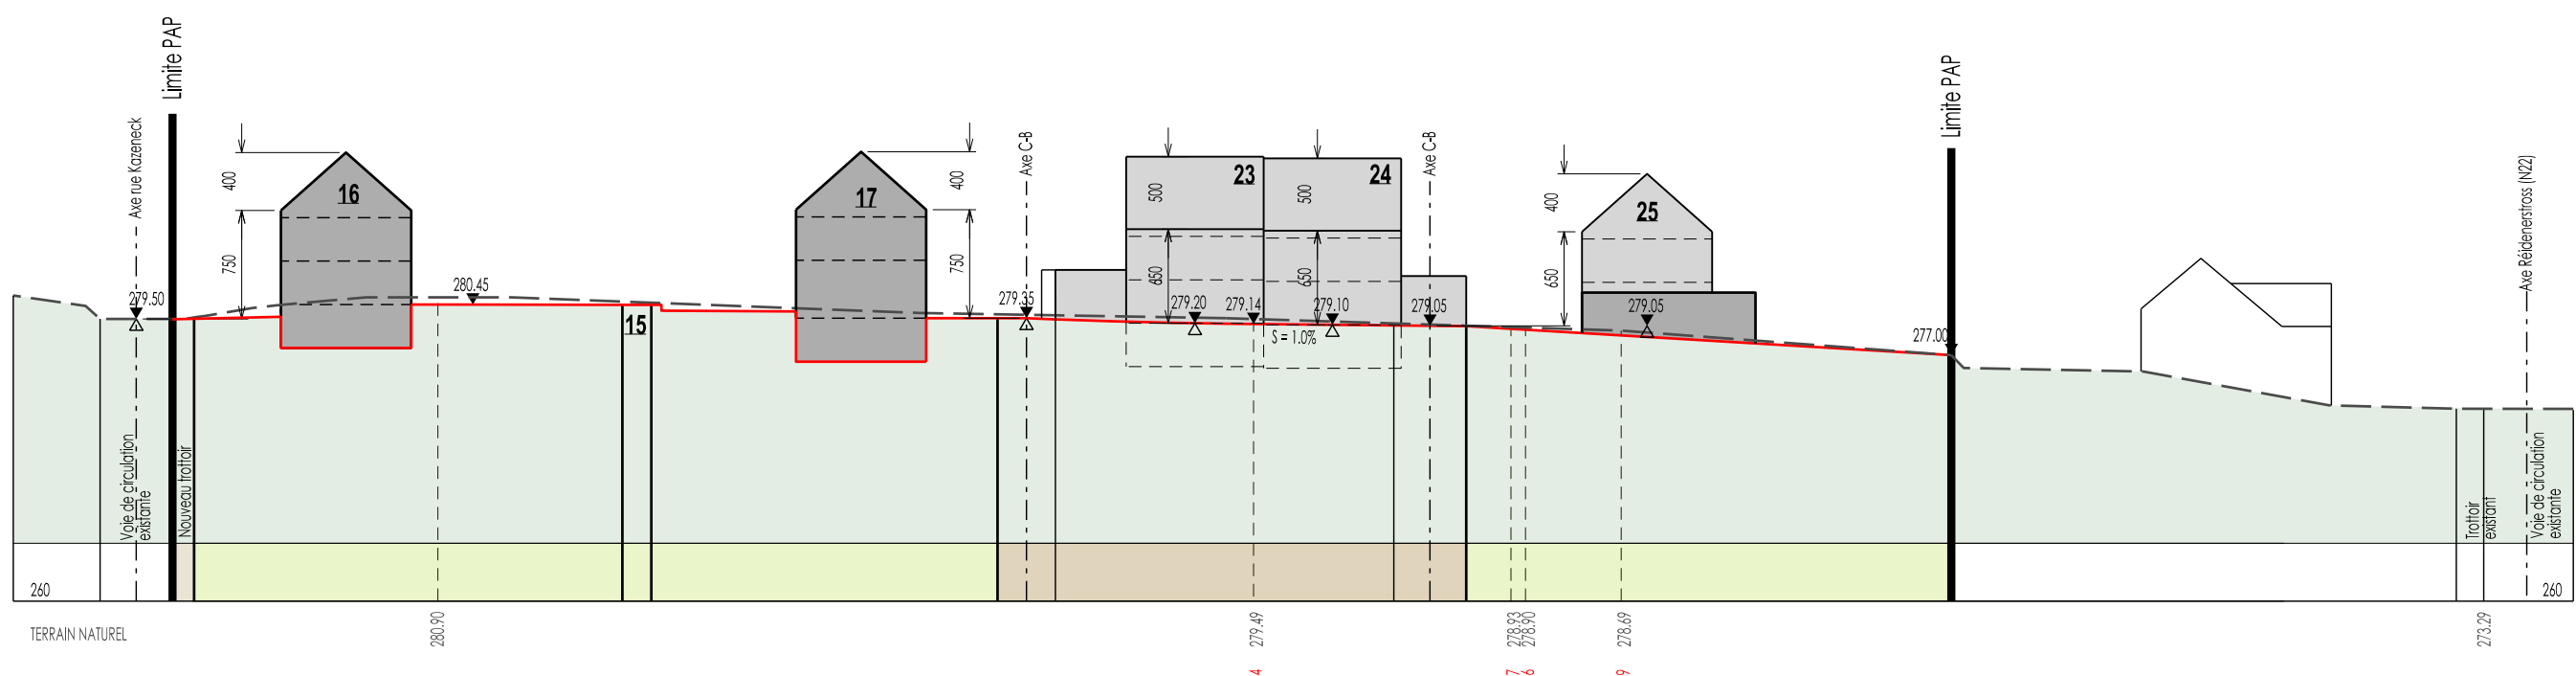 Limite PAP
Limite PAP
Axe rue Kazeneck
Axe C-B
Axe C-B
Axe Réidenerstross (N22)
400
750
16
400
750
17
500
650
23
500
650
24
400
650
25
279.50
280.45
15
279.35
279.20
279.14
279.10
279.05
279.05
277.00
S = 1.0%
Voie de circulation
existante
Nouveau trottoir
Trottoir
existant
Voie de circulation
existante
260
260
TERRAIN NATUREL
280.90
279.49
278.93
278.90
278.69
273.29
4
7
6
9